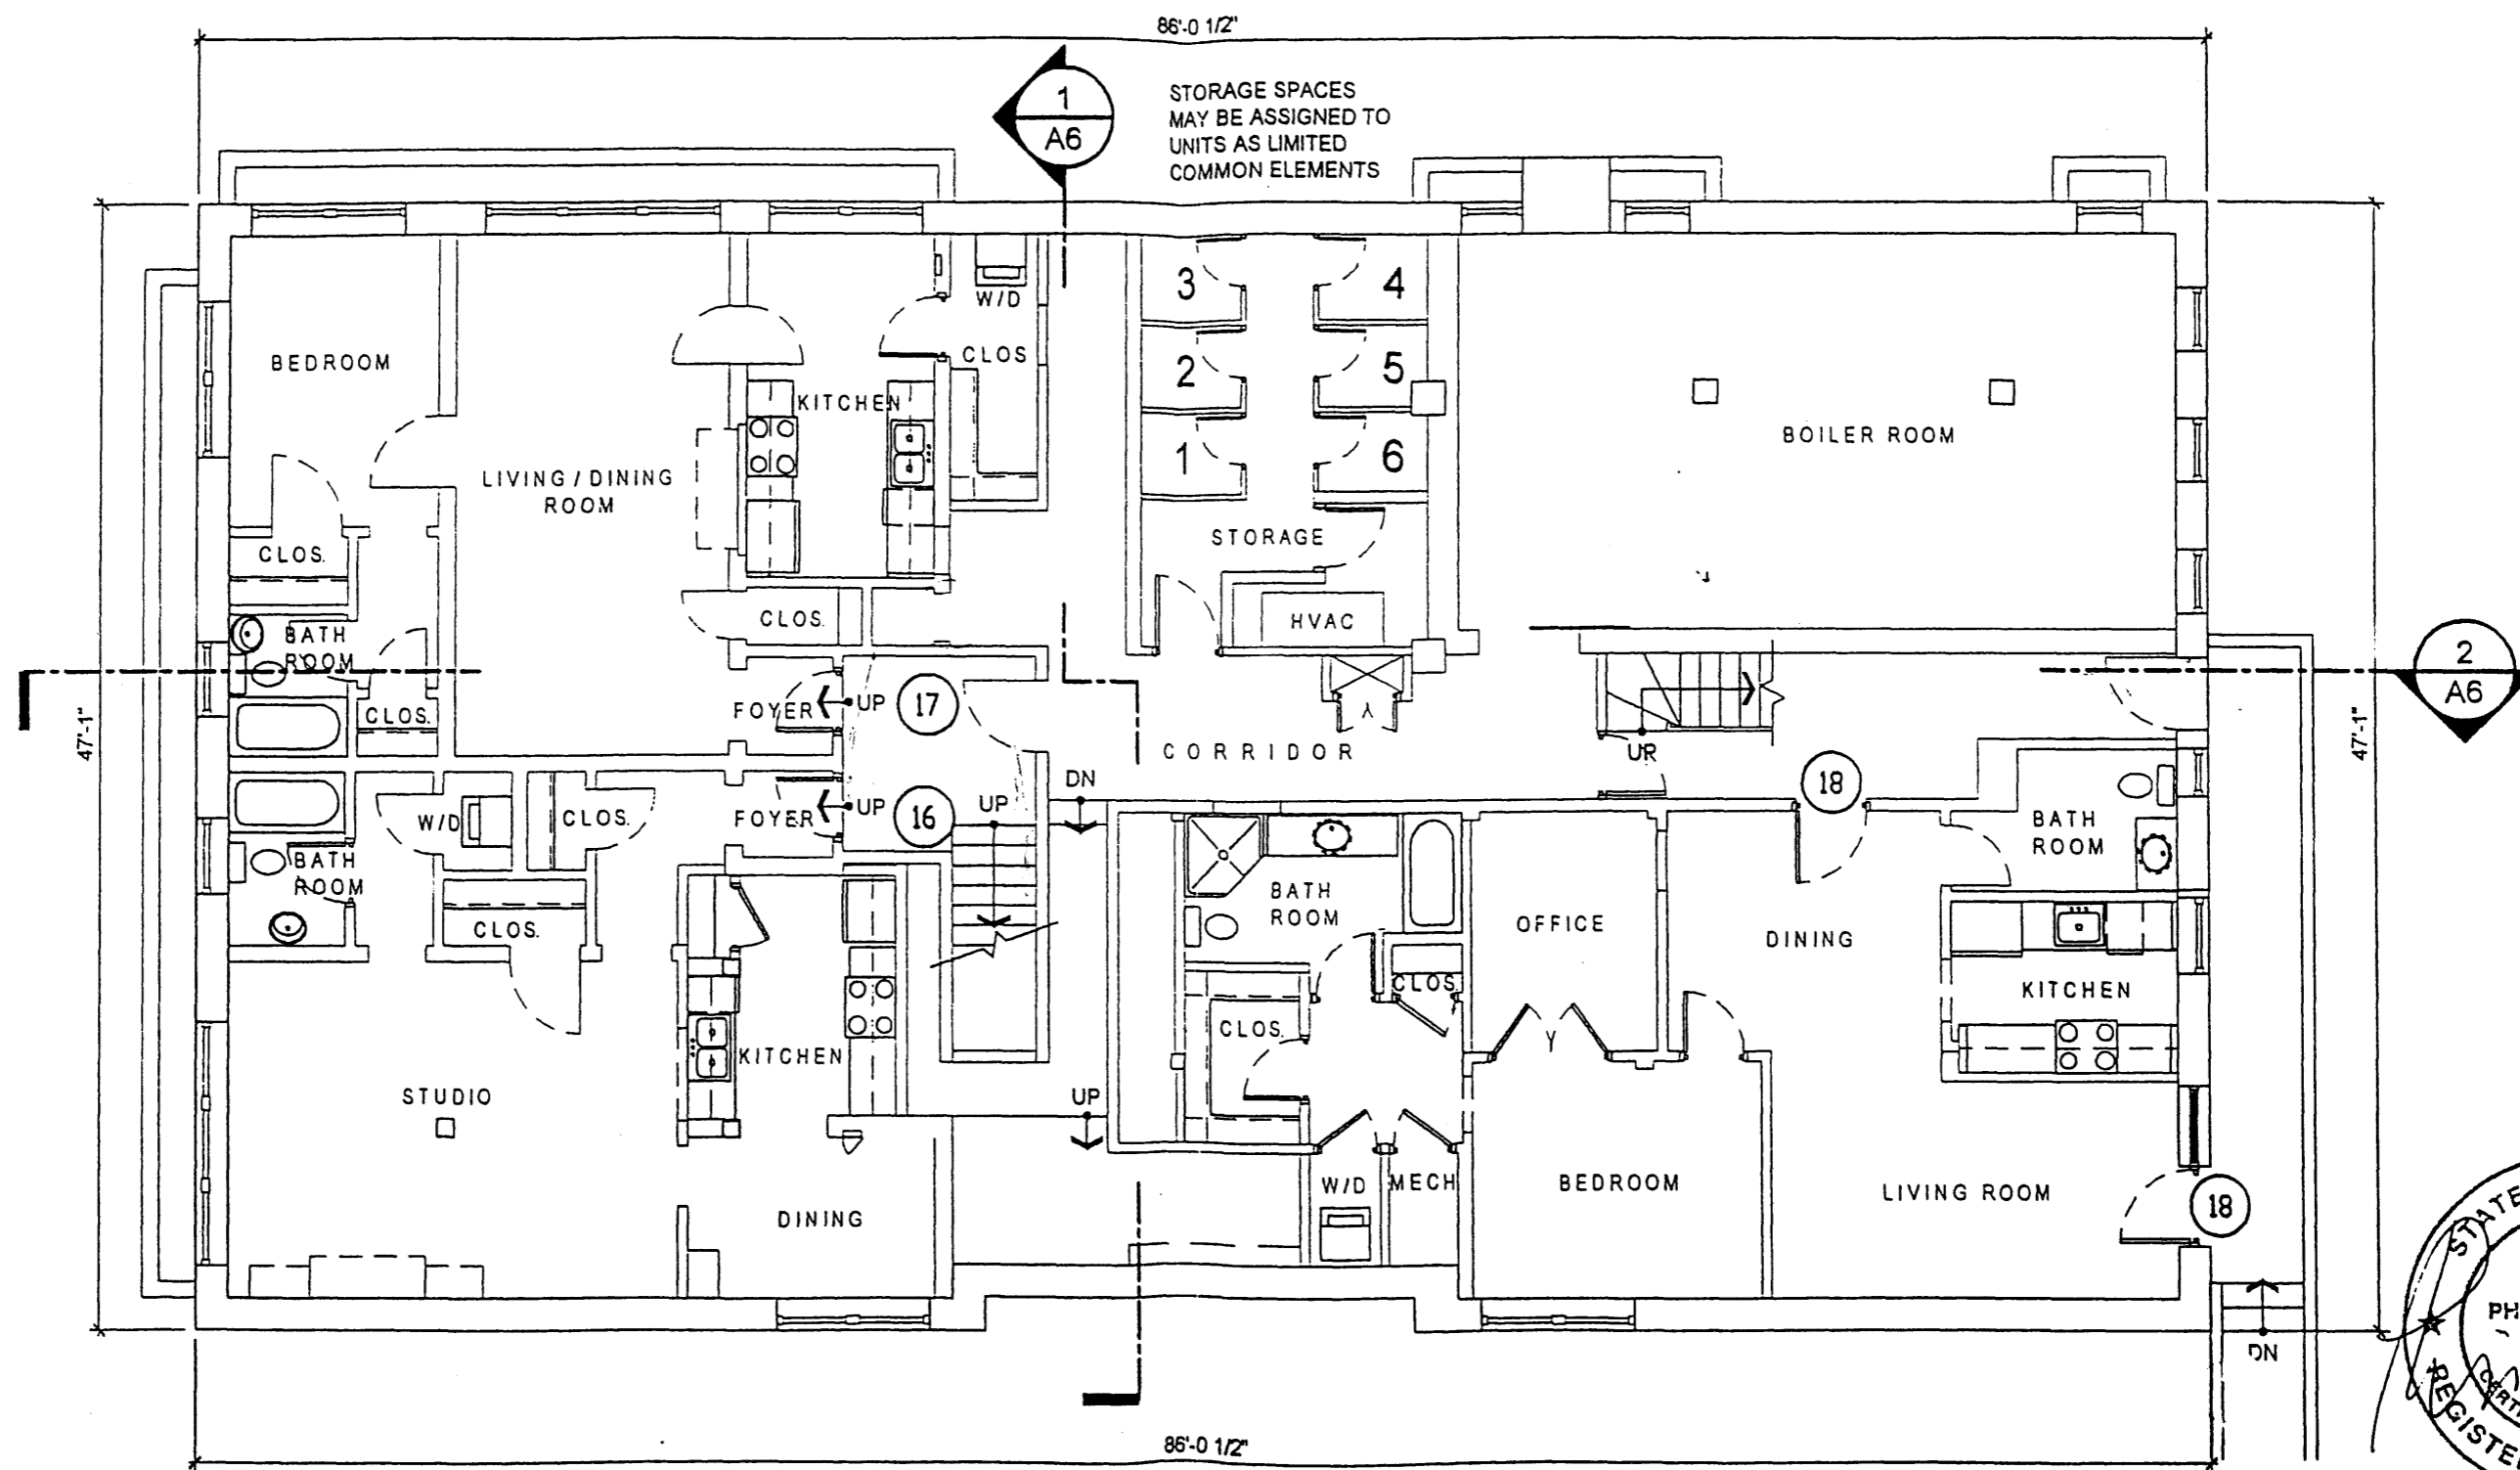 86'-0 1/2"
1
A6
STORAGE SPACES
MAY BE ASSIGNED TO
UNITS AS LIMITED
COMMON ELEMENTS
3
4
W/D
BEDROOM
CLOS
2
5
KITCHEN
BOILER ROOM
1
6
LIVING / DINING
ROOM
STORAGE
CLOS.
CLOS.
HVAC
BATH
ROOM
2
A6
FOYER
UP
17
CLOS.
47'-1"
47'-1"
CORRIDOR
UP
DN
18
UP
FOYER
UP
16
W/D
CLOS.
BATH
ROOM
BATH
ROOM
BATH
ROOM
CLOS.
OFFICE
DINING
CLOS.
KITCHEN
CLOS.
KITCHEN
STUDIO
UP
W/D
MECH
BEDROOM
LIVING ROOM
18
DINING
DN
86'-0 1/2"
STATE
REGISTE